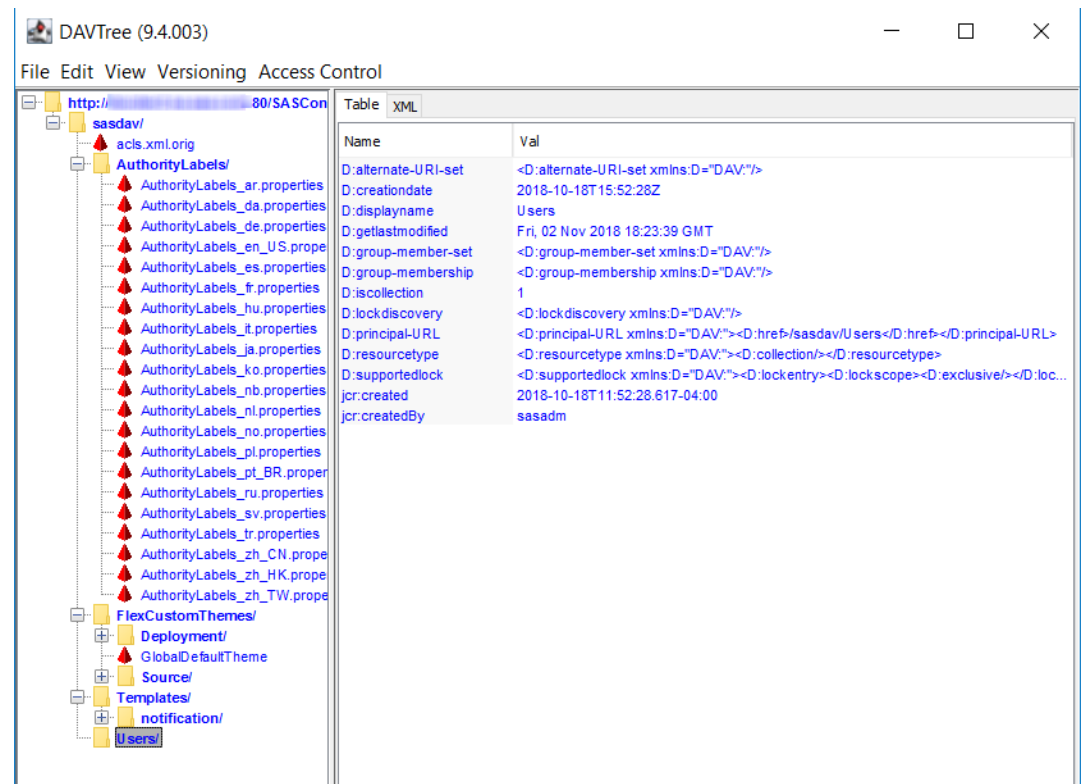 DAVTree (9.4.003)
File Edit View Versioning Access Control
http:// 80/SASCon
sasdav/
acls.xml.orig
AuthorityLabels/
AuthorityLabels_ar.properties
AuthorityLabels_da.properties
AuthorityLabels_de.properties
AuthorityLabels_en_US.prope
AuthorityLabels_es.properties
AuthorityLabels_fr.properties
AuthorityLabels_hu.properties
AuthorityLabels_it.properties
AuthorityLabels_ja.properties
AuthorityLabels_ko.properties
AuthorityLabels_nb.properties
AuthorityLabels_nl.properties
AuthorityLabels_no.properties
AuthorityLabels_pl.properties
AuthorityLabels_pt_BR.proper
AuthorityLabels_ru.properties
AuthorityLabels_sv.properties
AuthorityLabels_tr.properties
AuthorityLabels_zh_CN.prope
AuthorityLabels_zh_HK.prope
AuthorityLabels_zh_TW.prope
FlexCustomThemes/
Deployment/
GlobalDefaultTheme
Source/
Templates/
notification/
Users/
Table XML
Name Val
D:alternate-URI-set <D:alternate-URI-set xmlns:D="DAV:"/>
D:creationdate 2018-10-18T15:52:28Z
D:displayname Users
D:getlastmodified Fri, 02 Nov 2018 18:23:39 GMT
D:group-member-set <D:group-member-set xmlns:D="DAV:"/>
D:group-membership <D:group-membership xmlns:D="DAV:"/>
D:iscollection 1
D:lockdiscovery <D:lockdiscovery xmlns:D="DAV:"/>
D:principal-URL <D:principal-URL xmlns:D="DAV:"><D:href>/sasdav/Users</D:href></D:principal-URL>
D:resourcetype <D:resourcetype xmlns:D="DAV:"><D:collection/></D:resourcetype>
D:supportedlock <D:supportedlock xmlns:D="DAV:"><D:lockentry><D:lockscope><D:exclusive/></D:loc...
jcr:created 2018-10-18T11:52:28.617-04:00
jcr:createdBy sasadm